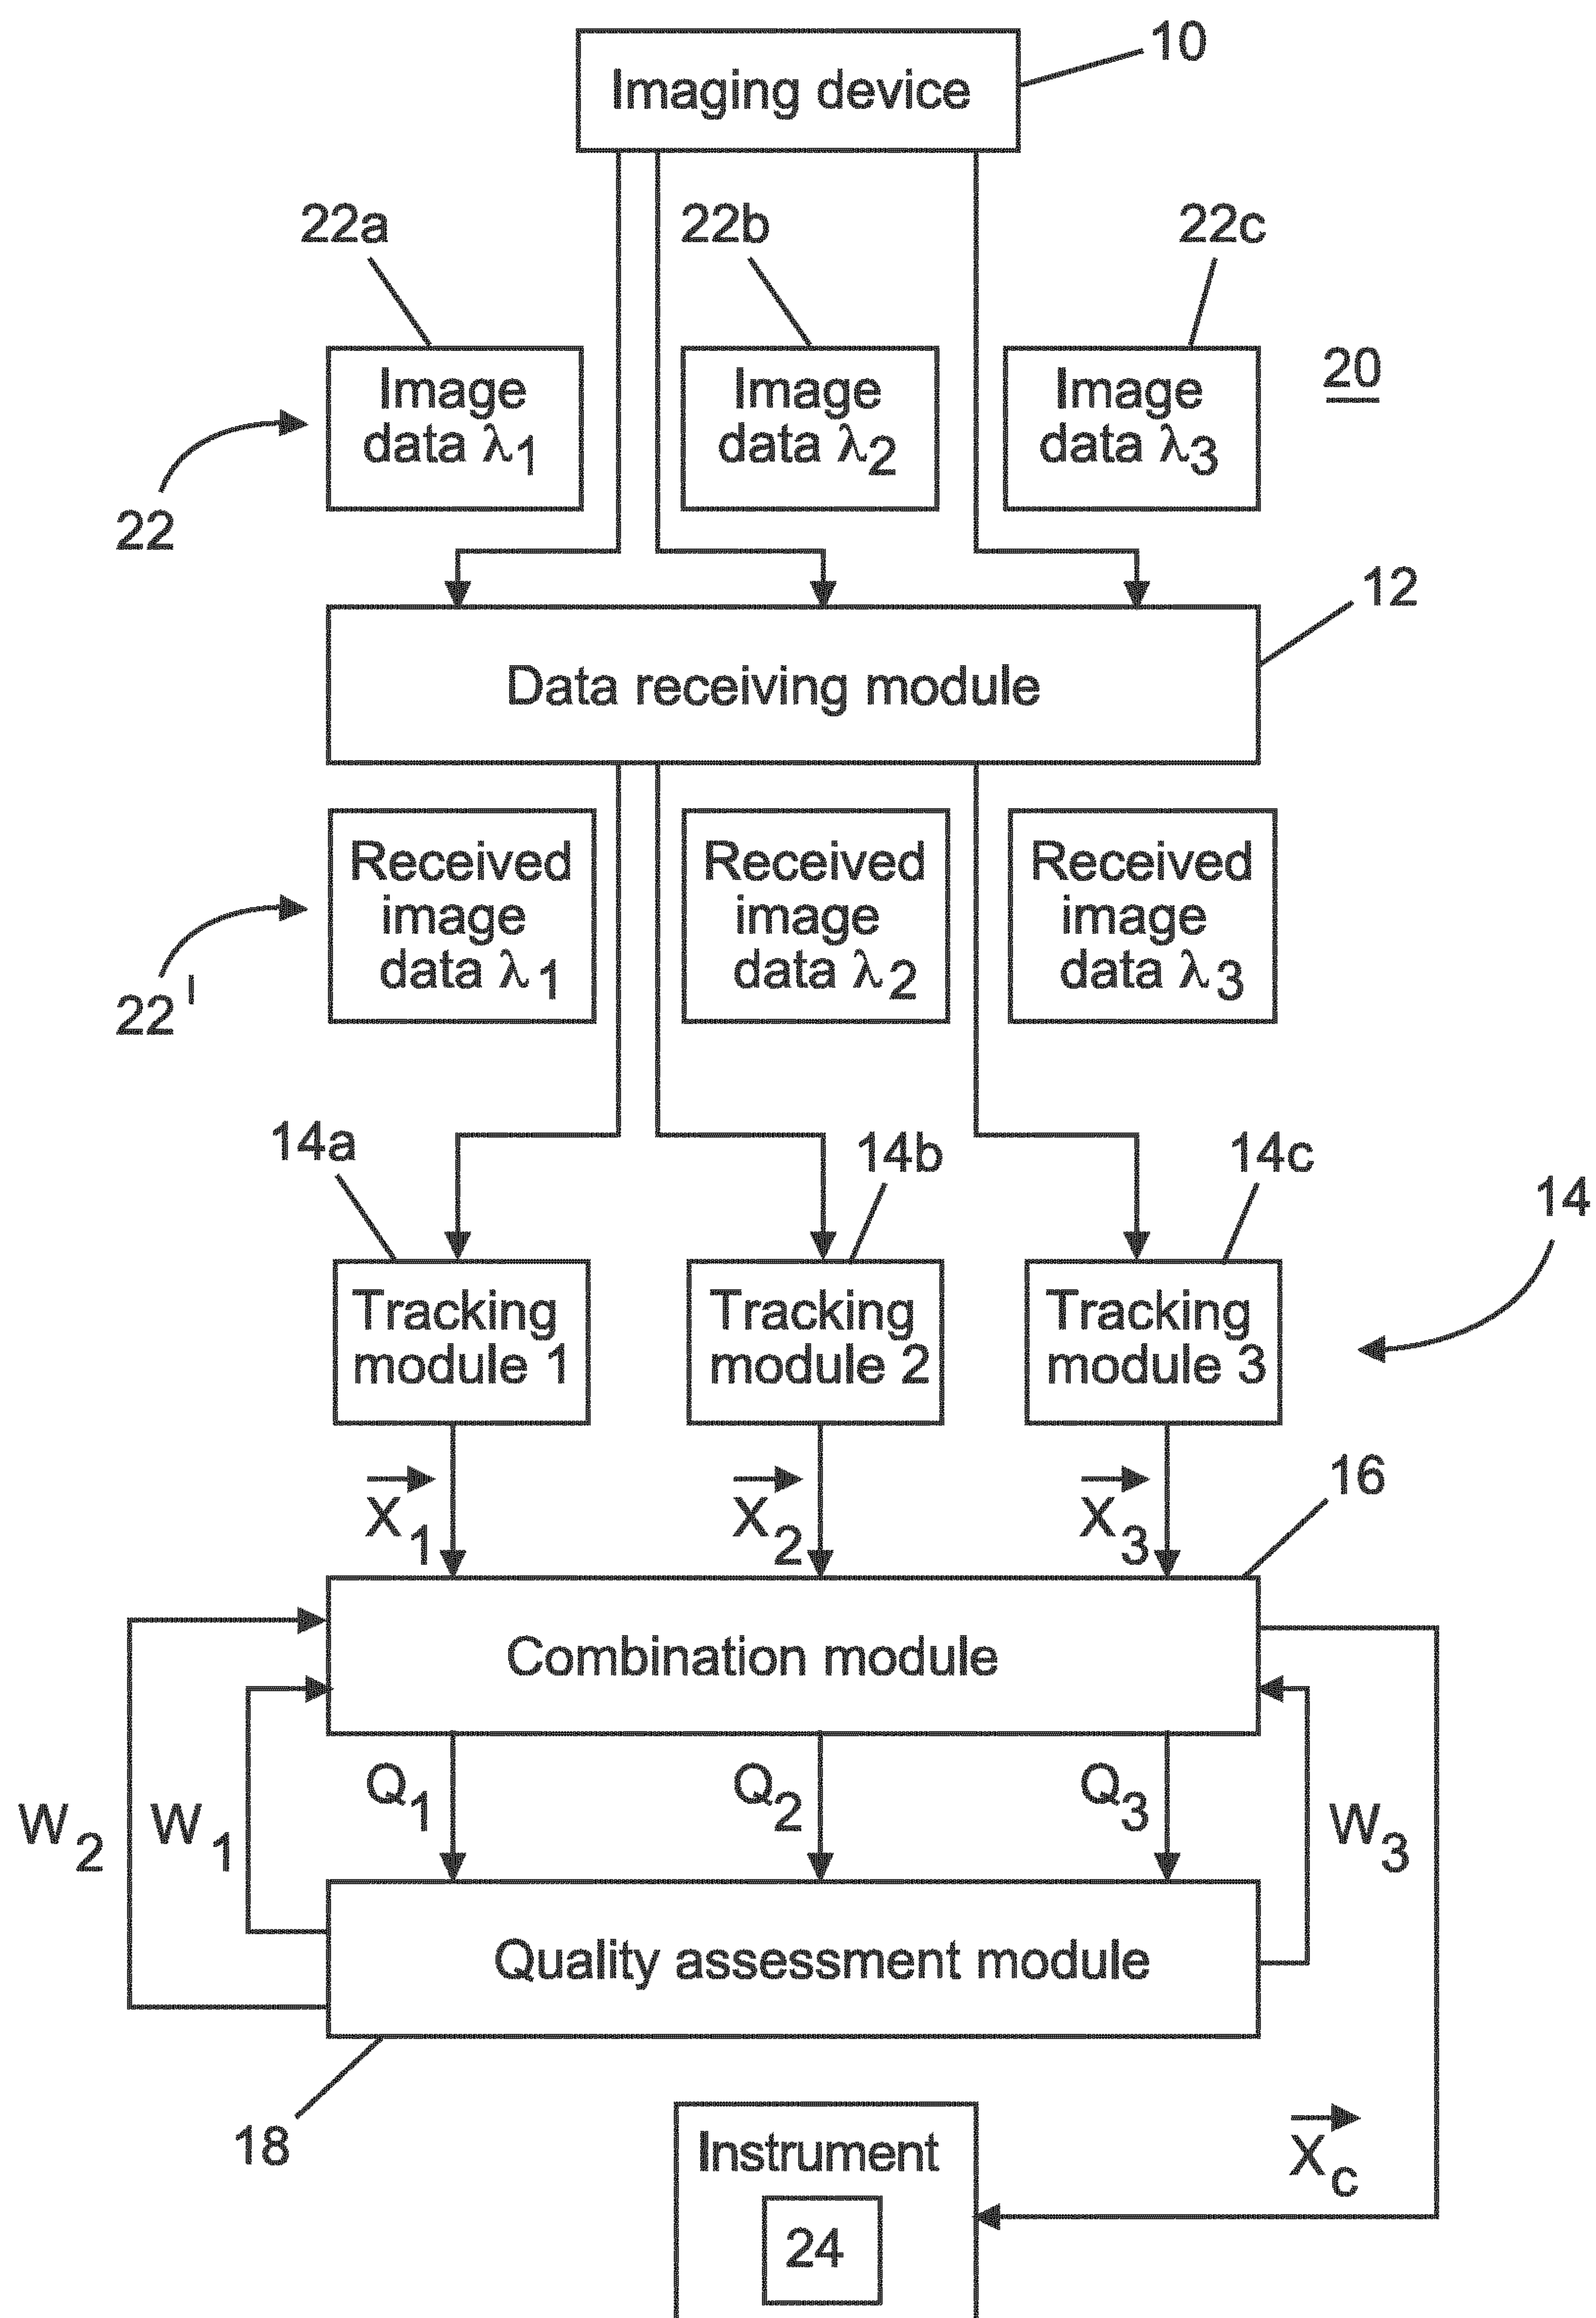 10
Imaging device
22a
22b
22c
20
Image
data λ1
Image
data λ2
Image
data λ3
22
12
Data receiving module
Received
image
data λ1
Received
image
data λ2
Received
image
data λ3
22'
14a
14b
14c
14
Tracking
module 1
Tracking
module 2
Tracking
module 3
X1
X2
X3
16
Combination module
W2
W1
Q1
Q2
Q3
W3
Quality assessment module
18
Instrument
24
Xc